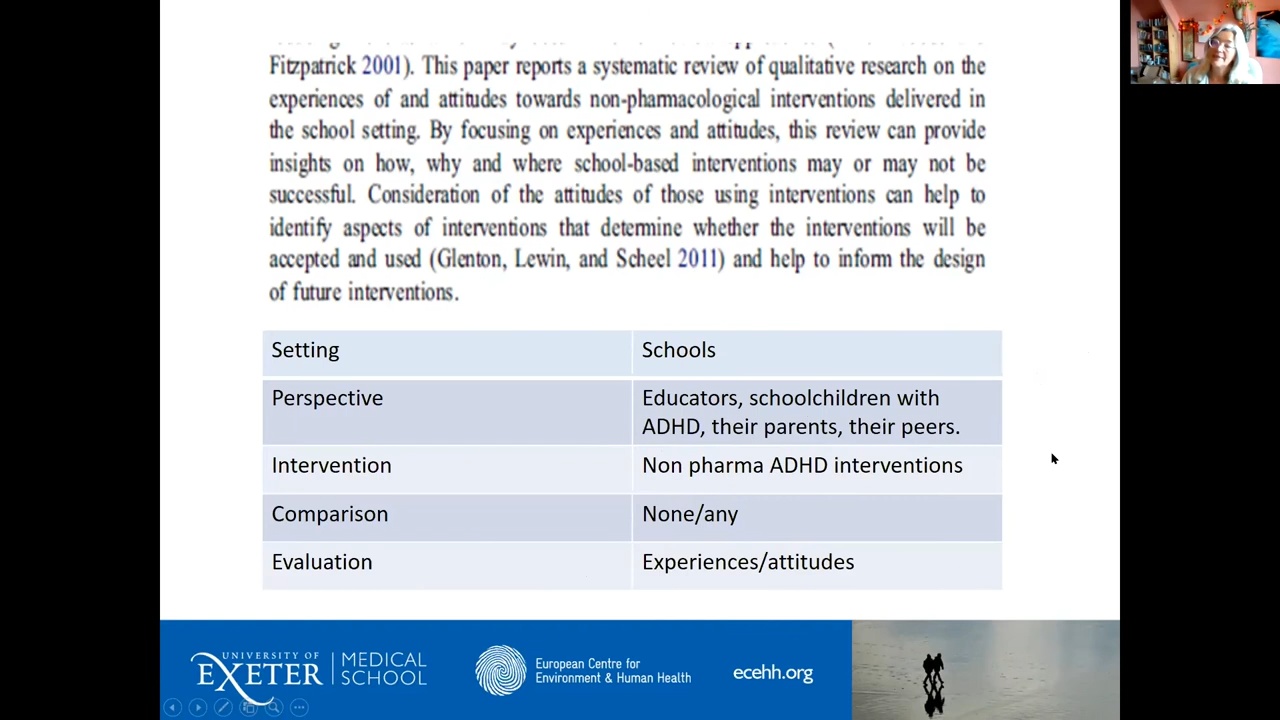 Fitzpatrick 2001). This paper reports a systematic review of qualitative research on the
experiences of and attitudes towards non-pharmacological interventions delivered in
the school setting. By focusing on experiences and attitudes, this review can provide
insights on how, why and where school-based interventions may or may not be
successful. Consideration of the attitudes of those using interventions can help to
identify aspects of interventions that determine whether the interventions will be
accepted and used (Glenton, Lewin, and Scheel 2011) and help to inform the design
of future interventions.
Setting Schools
Perspective Educators, schoolchildren with
ADHD, their parents, their peers.
Intervention Non pharma ADHD interventions
Comparison None/any
Evaluation Experiences/attitudes
UNIVERSITY OF
EXETER
MEDICAL
SCHOOL
European Centre for
Environment & Human Health
ecehh.org